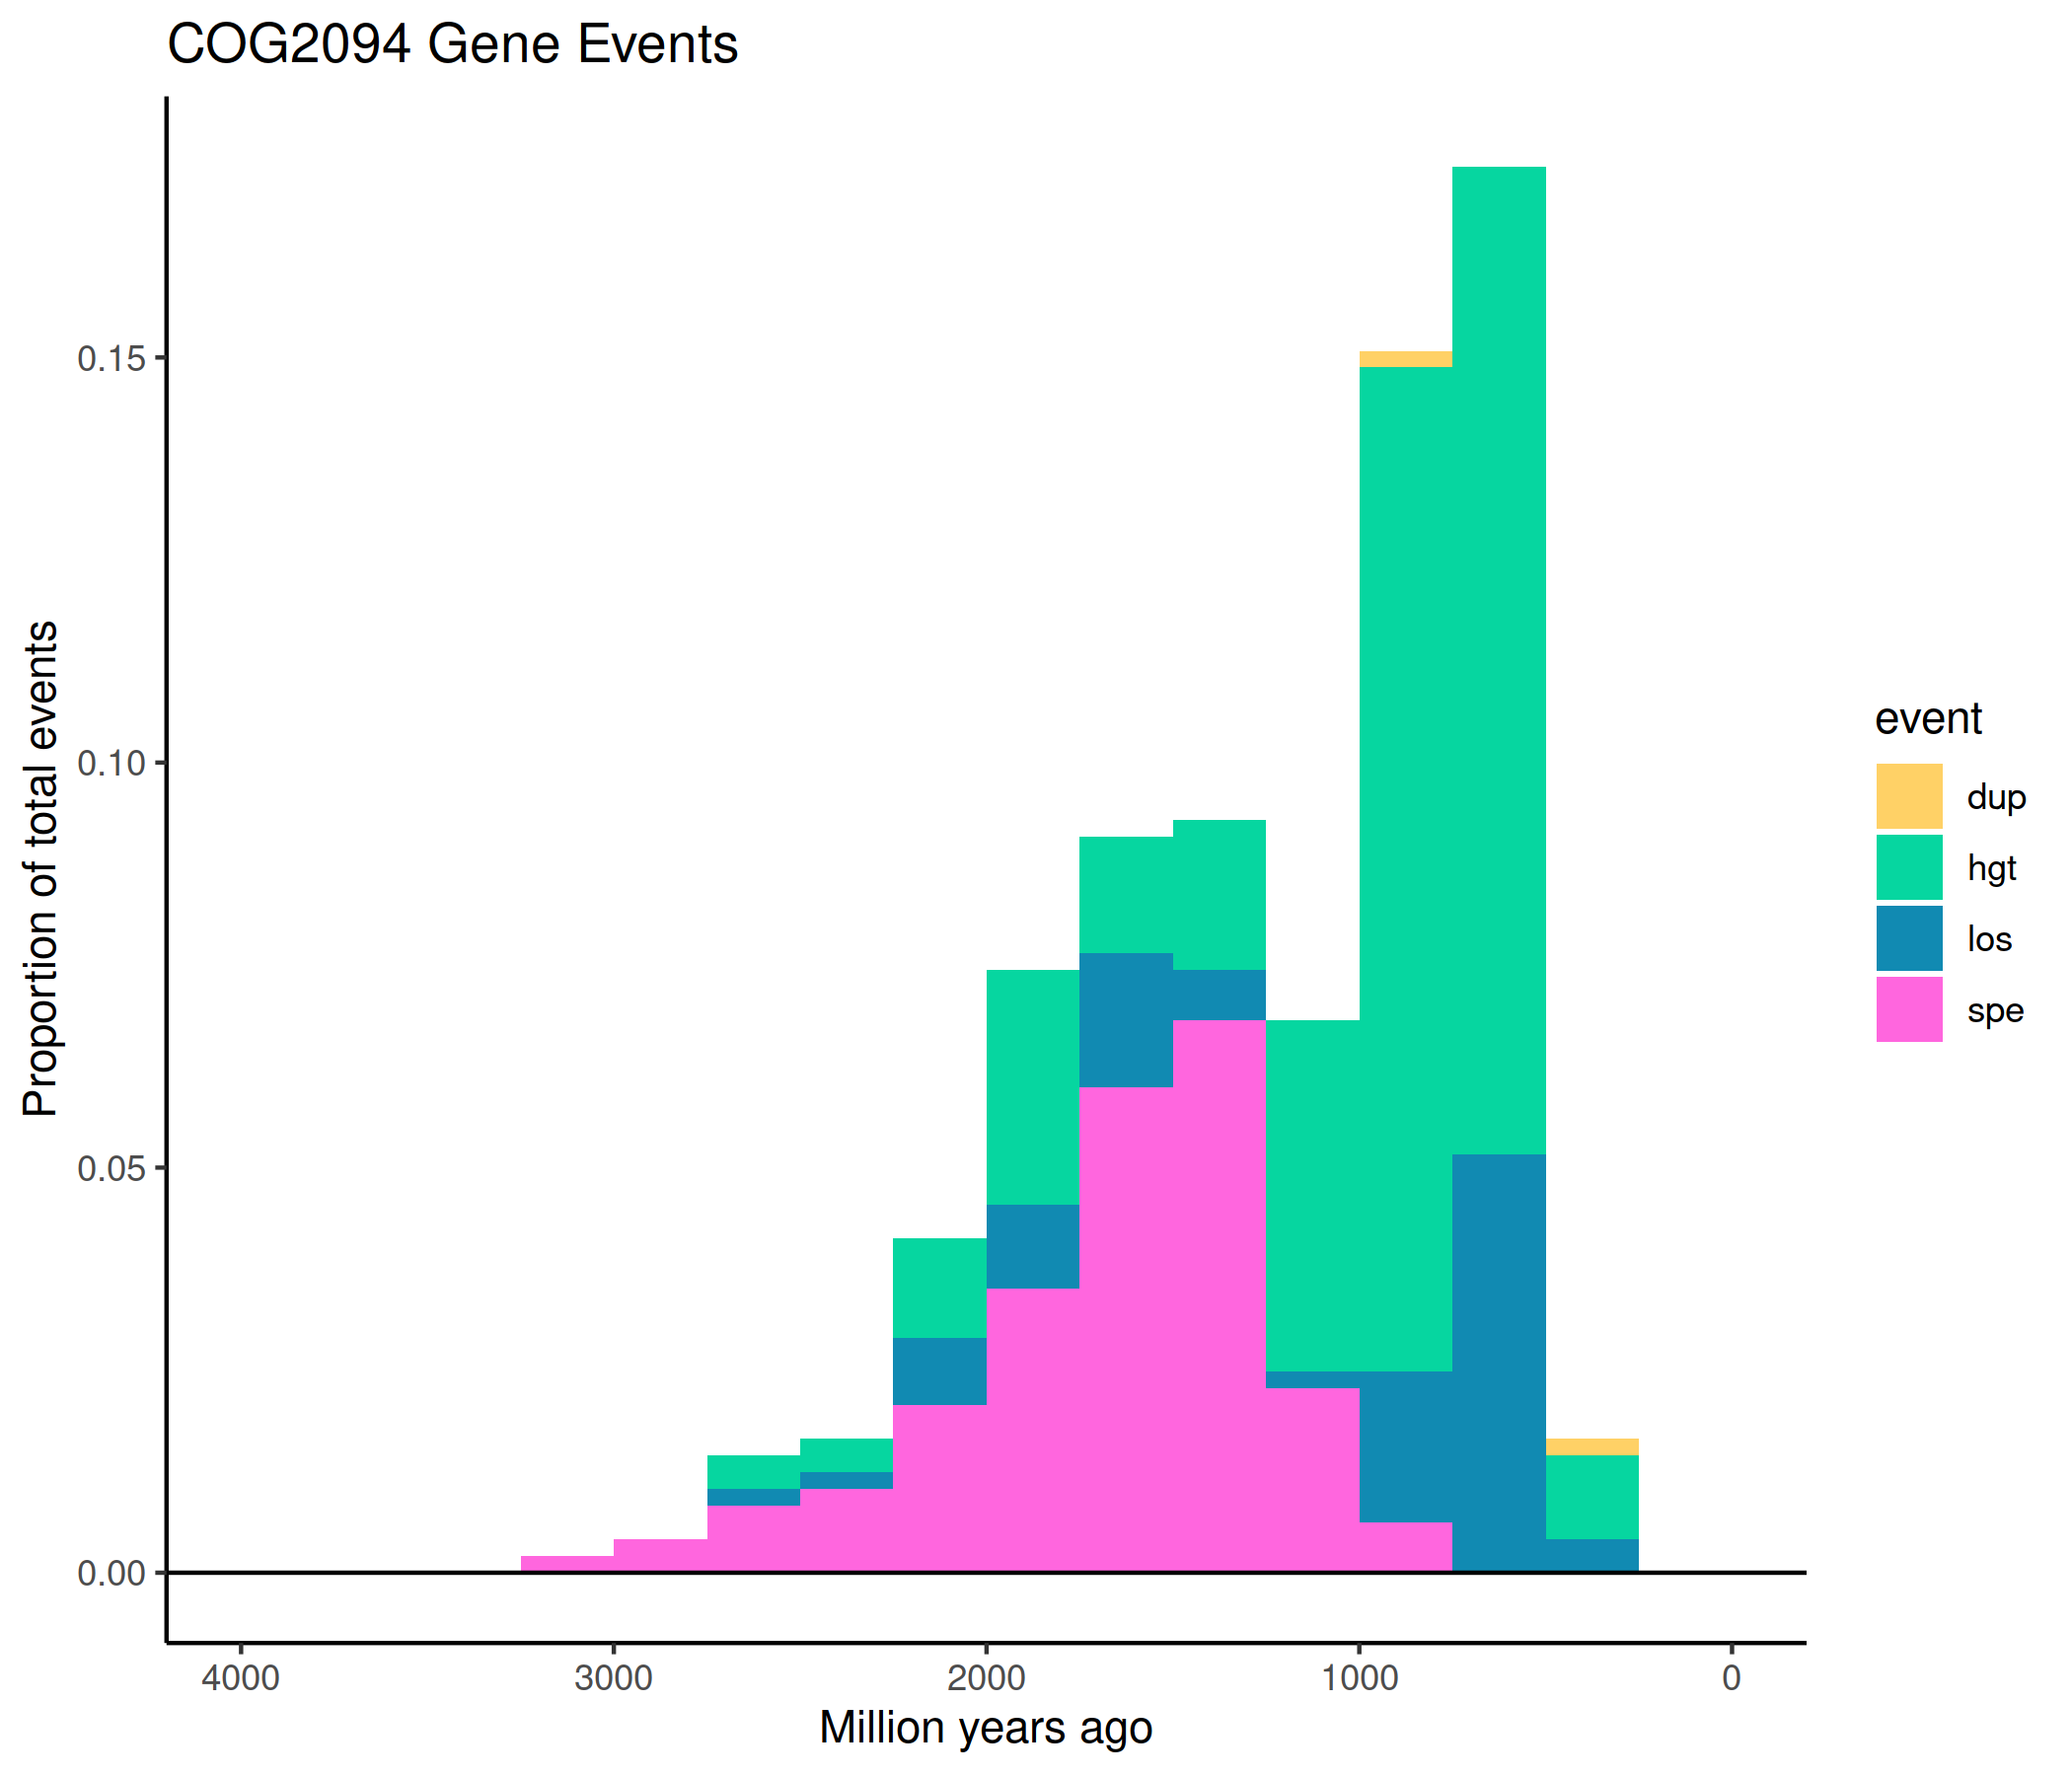 COG2094 Gene Events
Proportion of total events
0.15
0.10
0.05
0.00
4000 3000 2000 1000 0
Million years ago
event
dup
hgt
los
spe